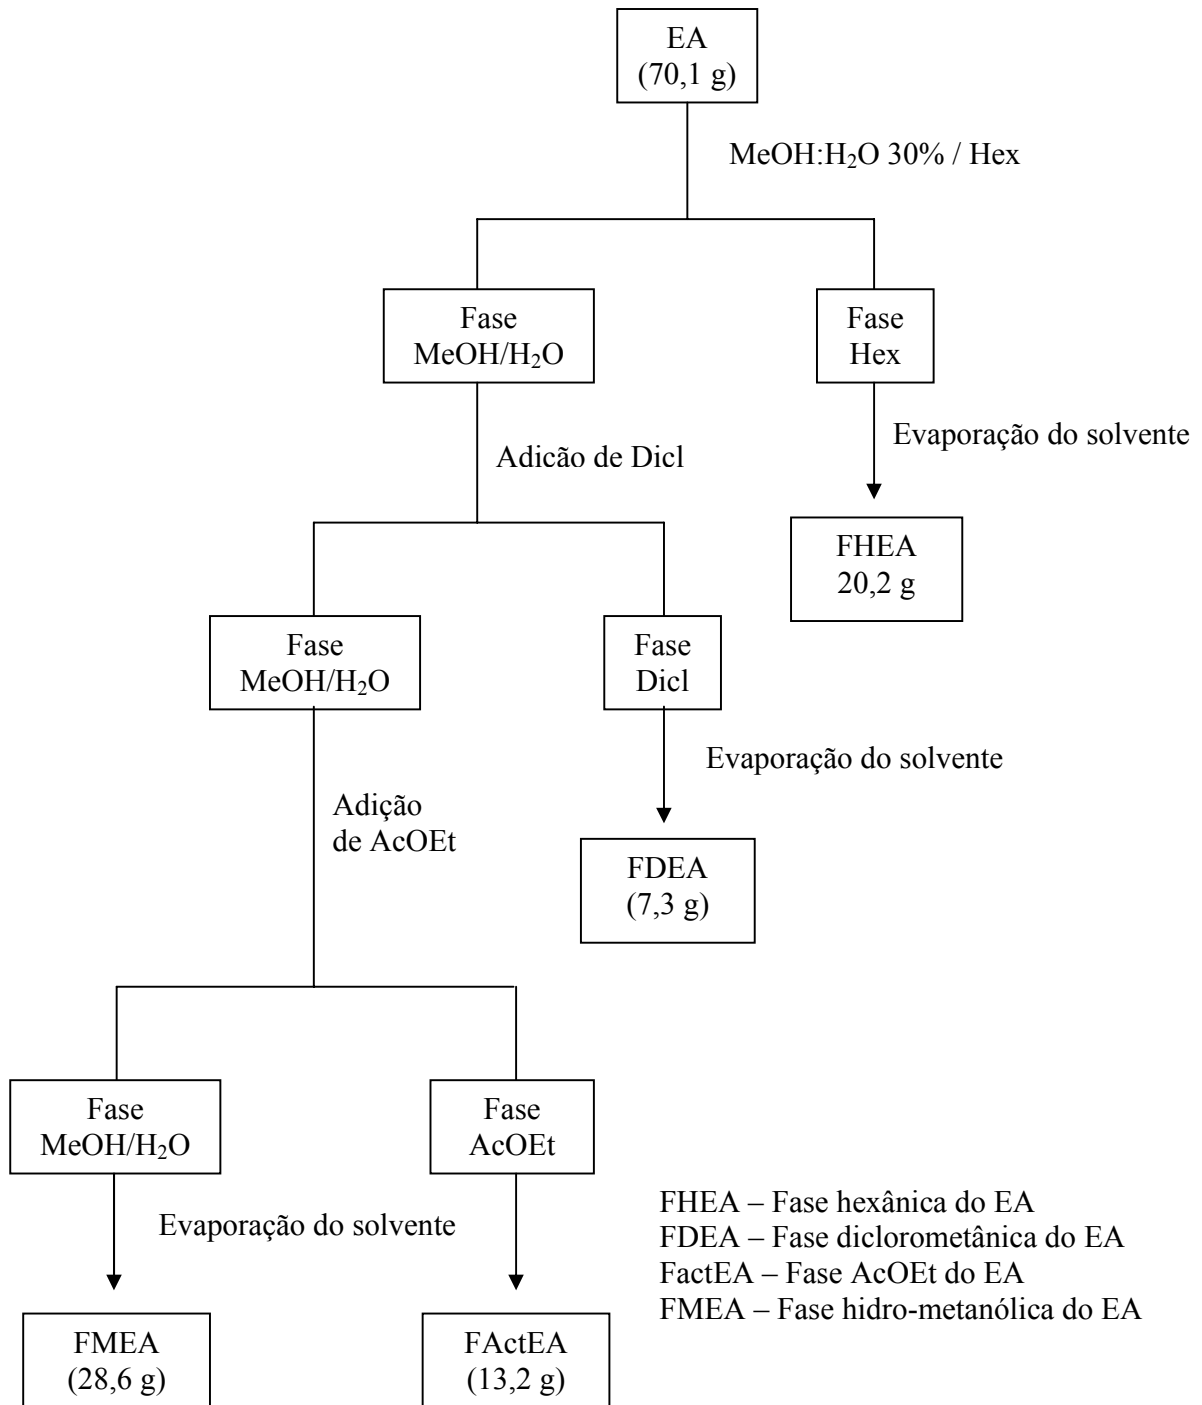 EA
(70,1 g)
MeOH:H₂O 30% / Hex
Fase
MeOH/H₂O
Fase
Hex
Evaporação do solvente
Adicão de Dicl
FHEA
20,2 g
Fase
MeOH/H₂O
Fase
Dicl
Evaporação do solvente
Adição
de AcOEt
FDEA
(7,3 g)
Fase
MeOH/H₂O
Fase
AcOEt
Evaporação do solvente
FHEA – Fase hexânica do EA
FDEA – Fase diclorometânica do EA
FactEA – Fase AcOEt do EA
FMEA – Fase hidro-metanólica do EA
FMEA
(28,6 g)
FActEA
(13,2 g)